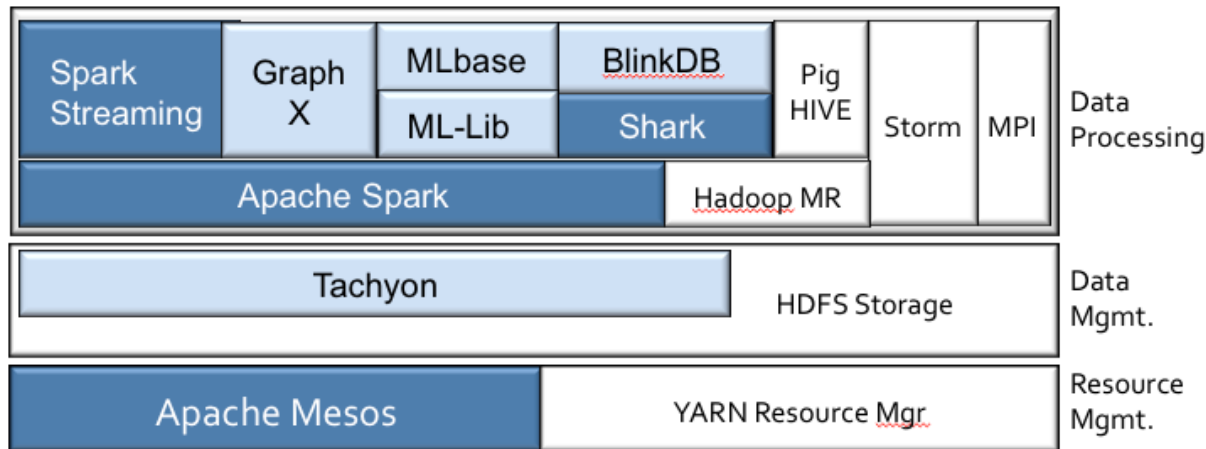 Spark
Streaming
Graph
X
MLbase
ML-Lib
BlinkDB
Shark
Pig
HIVE
Storm
MPI
Data
Processing
Apache Spark
Hadoop MR
Tachyon
HDFS Storage
Data
Mgmt.
Apache Mesos
YARN Resource Mgr
Resource
Mgmt.